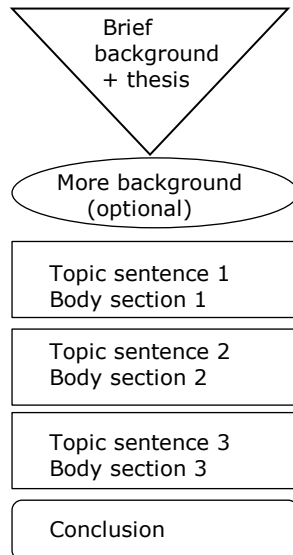 Brief
background
+ thesis
More background
(optional)
Topic sentence 1
Body section 1
Topic sentence 2
Body section 2
Topic sentence 3
Body section 3
Conclusion